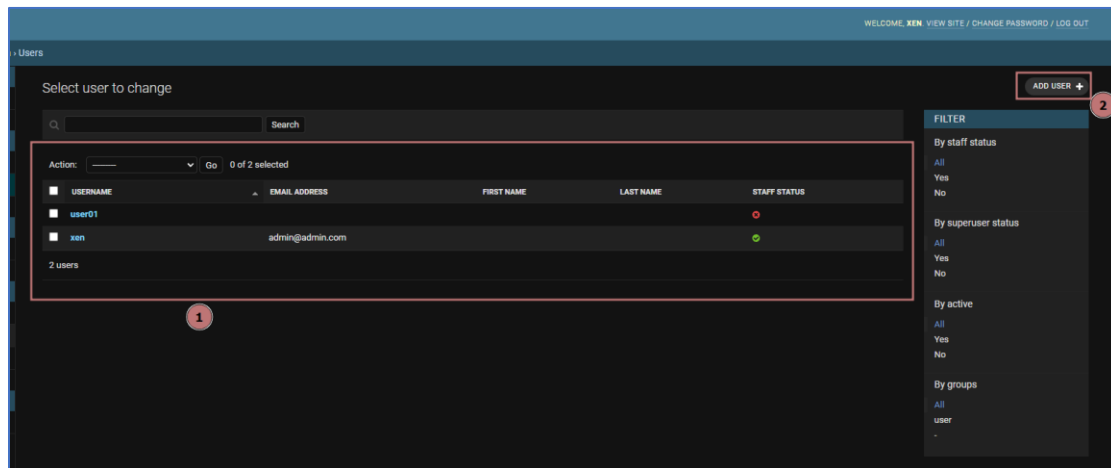 WELCOME, XEN. VIEW SITE / CHANGE PASSWORD / LOG OUT
› Users
Select user to change
ADD USER +
2
Search
Action: ——— Go 0 of 2 selected
USERNAME EMAIL ADDRESS FIRST NAME LAST NAME STAFF STATUS
user01
xen admin@admin.com
2 users
1
FILTER
By staff status
All
Yes
No
By superuser status
All
Yes
No
By active
All
Yes
No
By groups
All
user
-